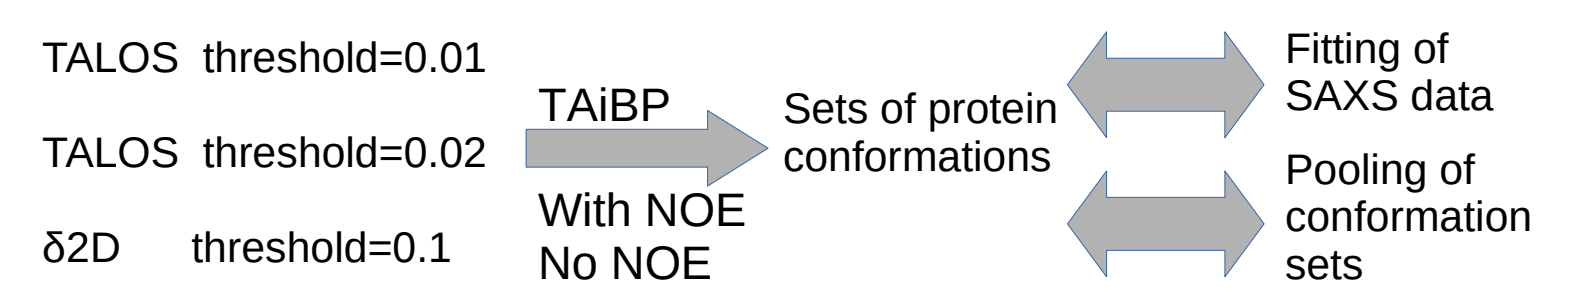 TALOS threshold=0.01
TALOS threshold=0.02
δ2D threshold=0.1
TAiBP
With NOE
No NOE
Sets of protein
conformations
Fitting of
SAXS data
Pooling of
conformation
sets